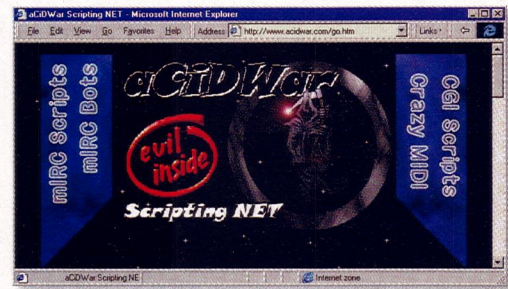 aCiDWar Scripting NET - Microsoft Internet Explorer
File Edit View Go Favorites Help Address http://www.acidwar.com/go.htm Links
mIRC Scripts
mIRC Bots
aCiDWar
evil
inside
Scripting NET
CGI Scripts
Crazy MIDI
aCiDWar Scripting NE
Internet zone